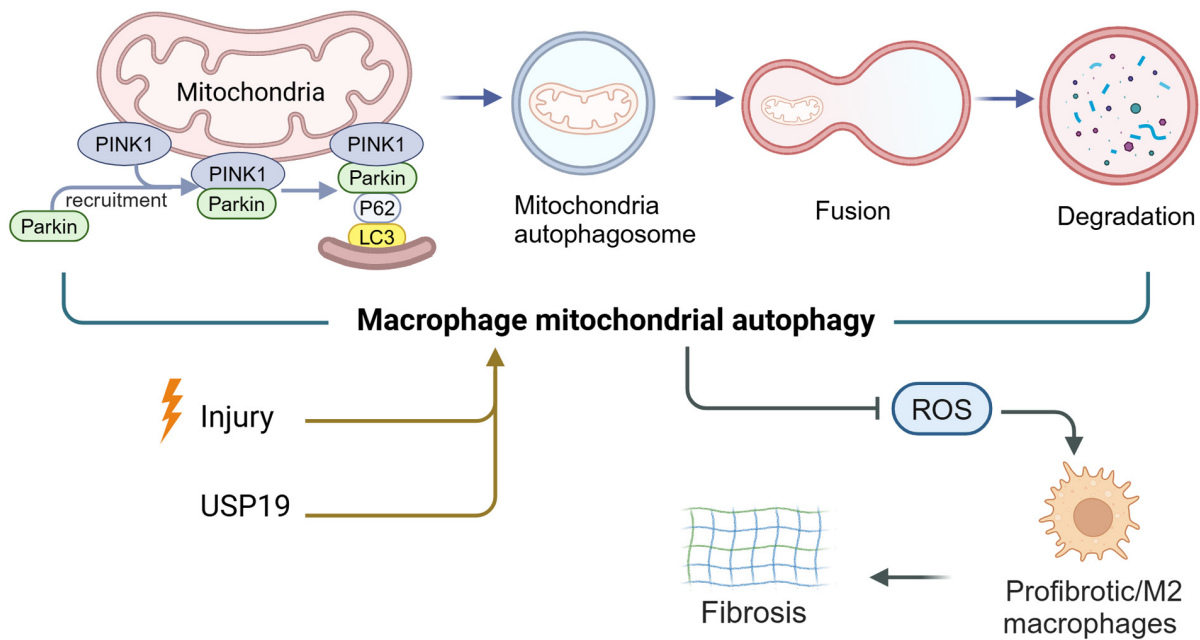 Mitochondria
PINK1
PINK1
PINK1
Parkin
Parkin
Parkin
recruitment
P62
LC3
Mitochondria
autophagosome
Fusion
Degradation
Macrophage mitochondrial autophagy
Injury
USP19
ROS
Fibrosis
Profibrotic/M2
macrophages